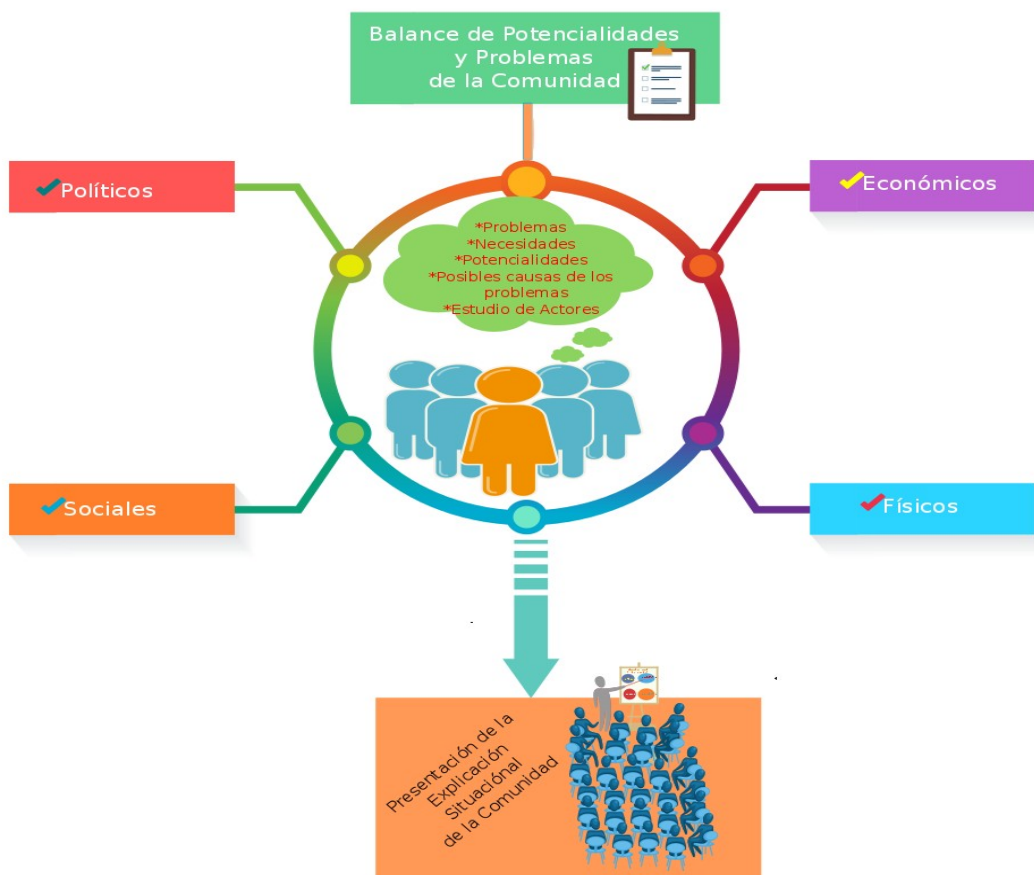 Balance de Potencialidades
y Problemas
de la Comunidad
Políticos
Económicos
*Problemas
*Necesidades
*Potencialidades
*Posibles causas de los
problemas
*Estudio de Actores
Sociales
Físicos
Presentación de la
Explicación
Situaciónal
de la Comunidad